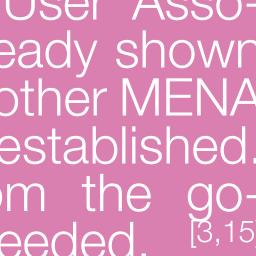 User Asso-
eady shown
other MENA
established.
om the go-
eeded. [3,15]